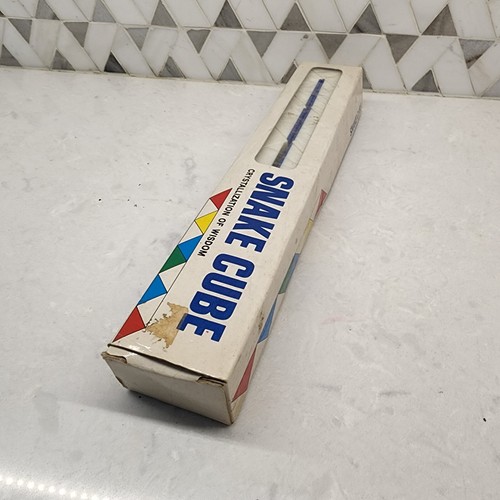 SNAKE CUBE
CRYSTALLIZATION OF WISDOM